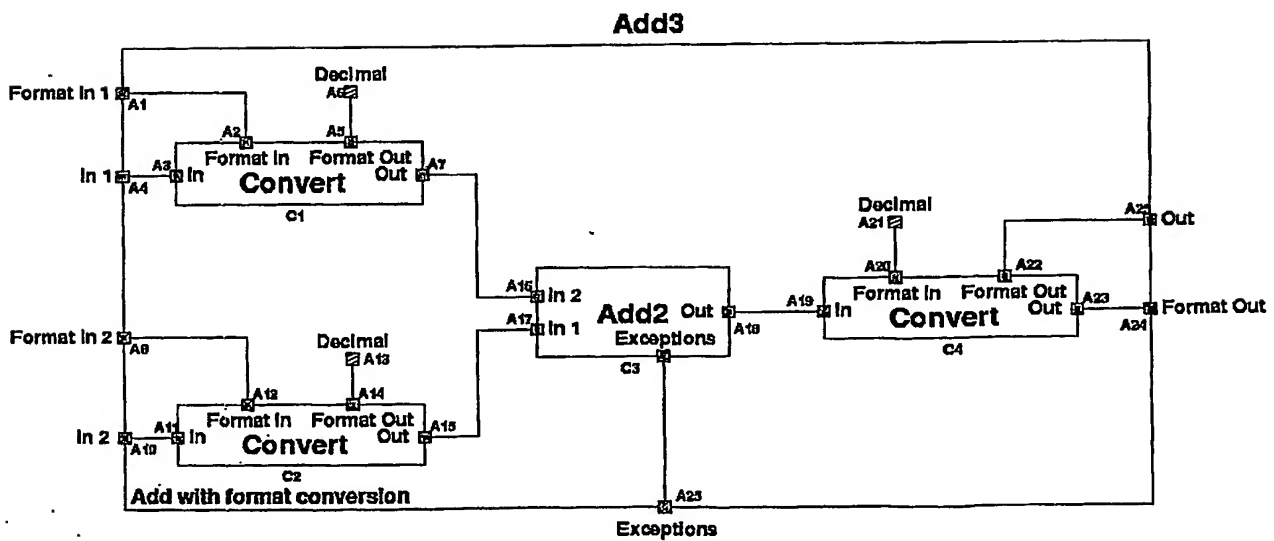 Add3
Format In 1
A1
Decimal
A6
A2
A5
Format In
Format Out
In 1
A4
A3
In
Convert
Out
A7
C1
Format In 2
Decimal
A13
A12
A14
Format In
Format Out
In 2
A10
A11
In
Convert
Out
A15
C2
Add with format conversion
A16
In 2
A17
In 1
Add2
Out
A18
Exceptions
C3
Decimal
A21
A20
A22
Format In
Format Out
A19
In
Convert
Out
A23
C4
Out
Format Out
A24
A25
Exceptions